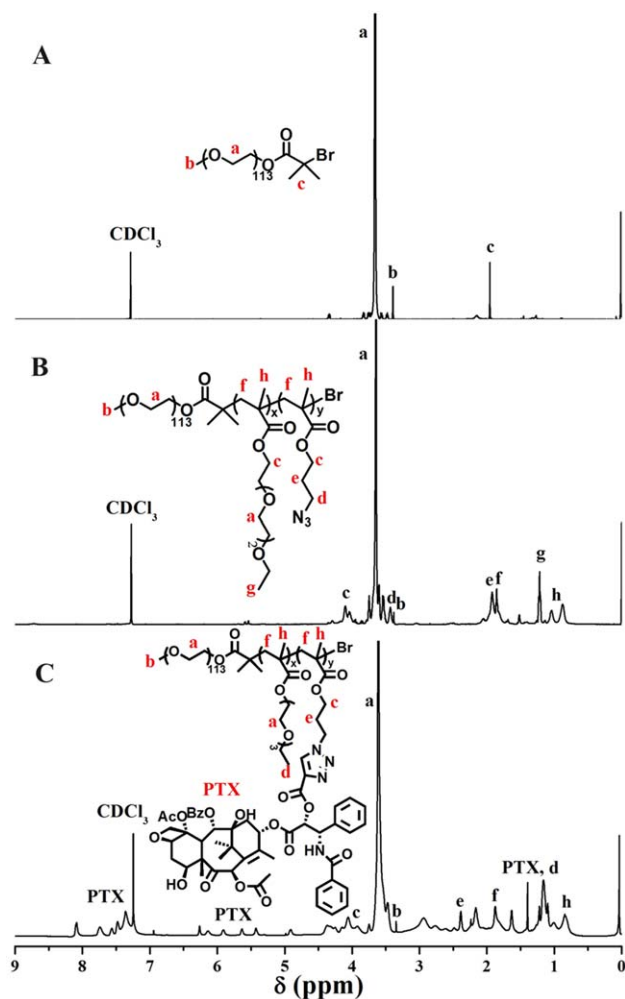 A
a
b
O
a
113
O
O
Br
c
CDCl3
b
c
B
a
b
O
a
113
O
O
f
h
x
f
h
y
Br
O
O
c
O
a
O
2
O
g
O
O
c
e
d
N3
CDCl3
c
d
b
e
f
g
h
C
a
b
O
a
113
O
O
f
h
x
f
h
y
Br
O
O
a
O
3
d
O
O
c
e
N
N
N
O
O
PTX
AcO
BzO
OH
O
O
O
HO
O
O
O
O
HN
O
CDCl3
PTX
PTX
c
b
e
f
PTX, d
h
9 8 7 6 5 4 3 2 1 0
δ (ppm)